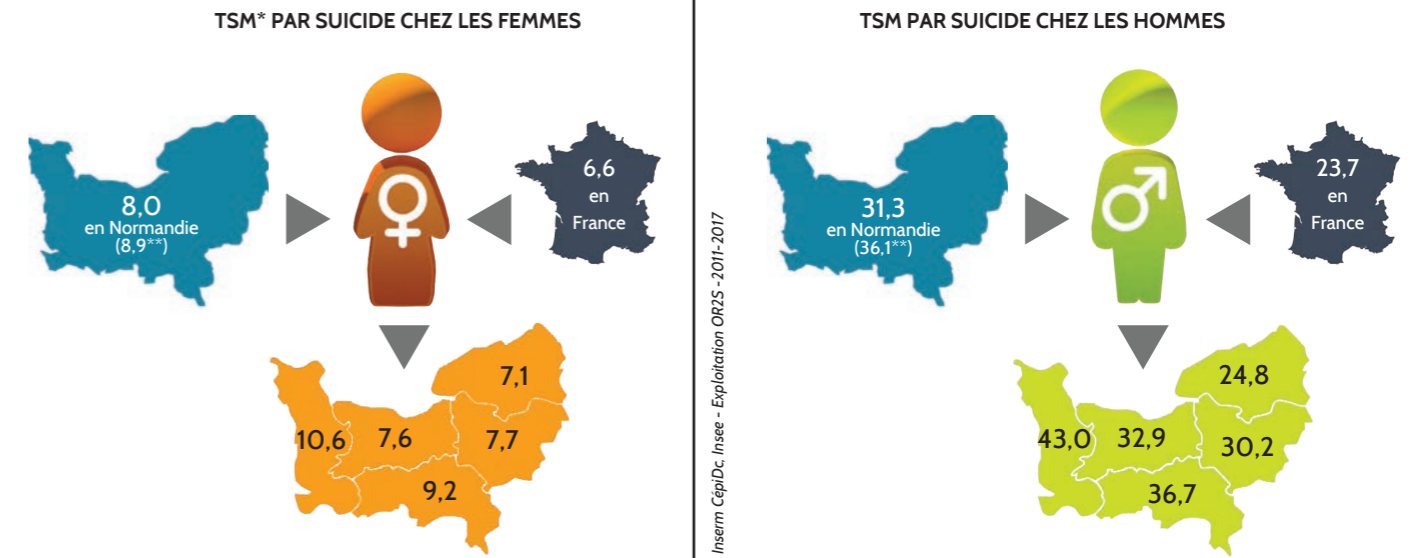 TSM* PAR SUICIDE CHEZ LES FEMMES
8,0
en Normandie
(8,9**)
6,6
en
France
7,1
10,6
7,6
7,7
9,2
Inserm CépiDc, Insee - Exploitation OR2S - 2011-2017
TSM PAR SUICIDE CHEZ LES HOMMES
31,3
en Normandie
(36,1**)
23,7
en
France
24,8
43,0
32,9
30,2
36,7